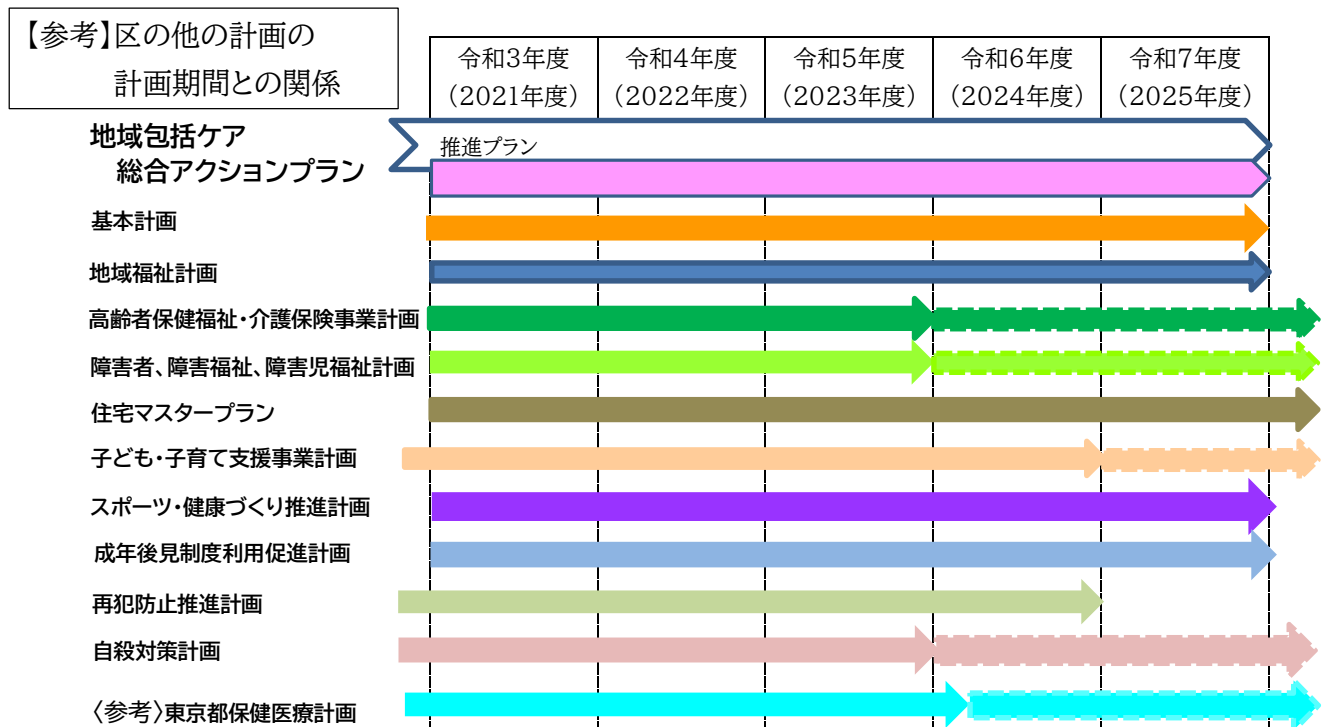 【参考】区の他の計画の
計画期間との関係
令和3年度 令和4年度 令和5年度 令和6年度 令和7年度
(2021年度) (2022年度) (2023年度) (2024年度) (2025年度)
地域包括ケア
総合アクションプラン
推進プラン
基本計画
地域福祉計画
高齢者保健福祉・介護保険事業計画
障害者、障害福祉、障害児福祉計画
住宅マスタープラン
子ども・子育て支援事業計画
スポーツ・健康づくり推進計画
成年後見制度利用促進計画
再犯防止推進計画
自殺対策計画
〈参考〉東京都保健医療計画